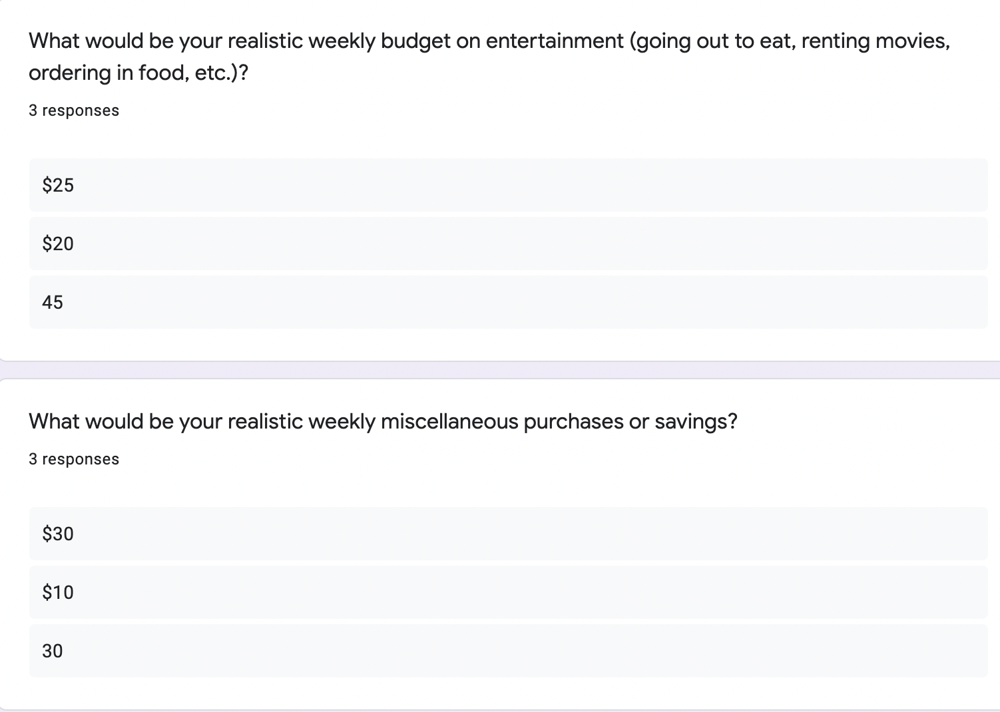 What would be your realistic weekly budget on entertainment (going out to eat, renting movies,
ordering in food, etc.)?
3 responses
$25
$20
45
What would be your realistic weekly miscellaneous purchases or savings?
3 responses
$30
$10
30